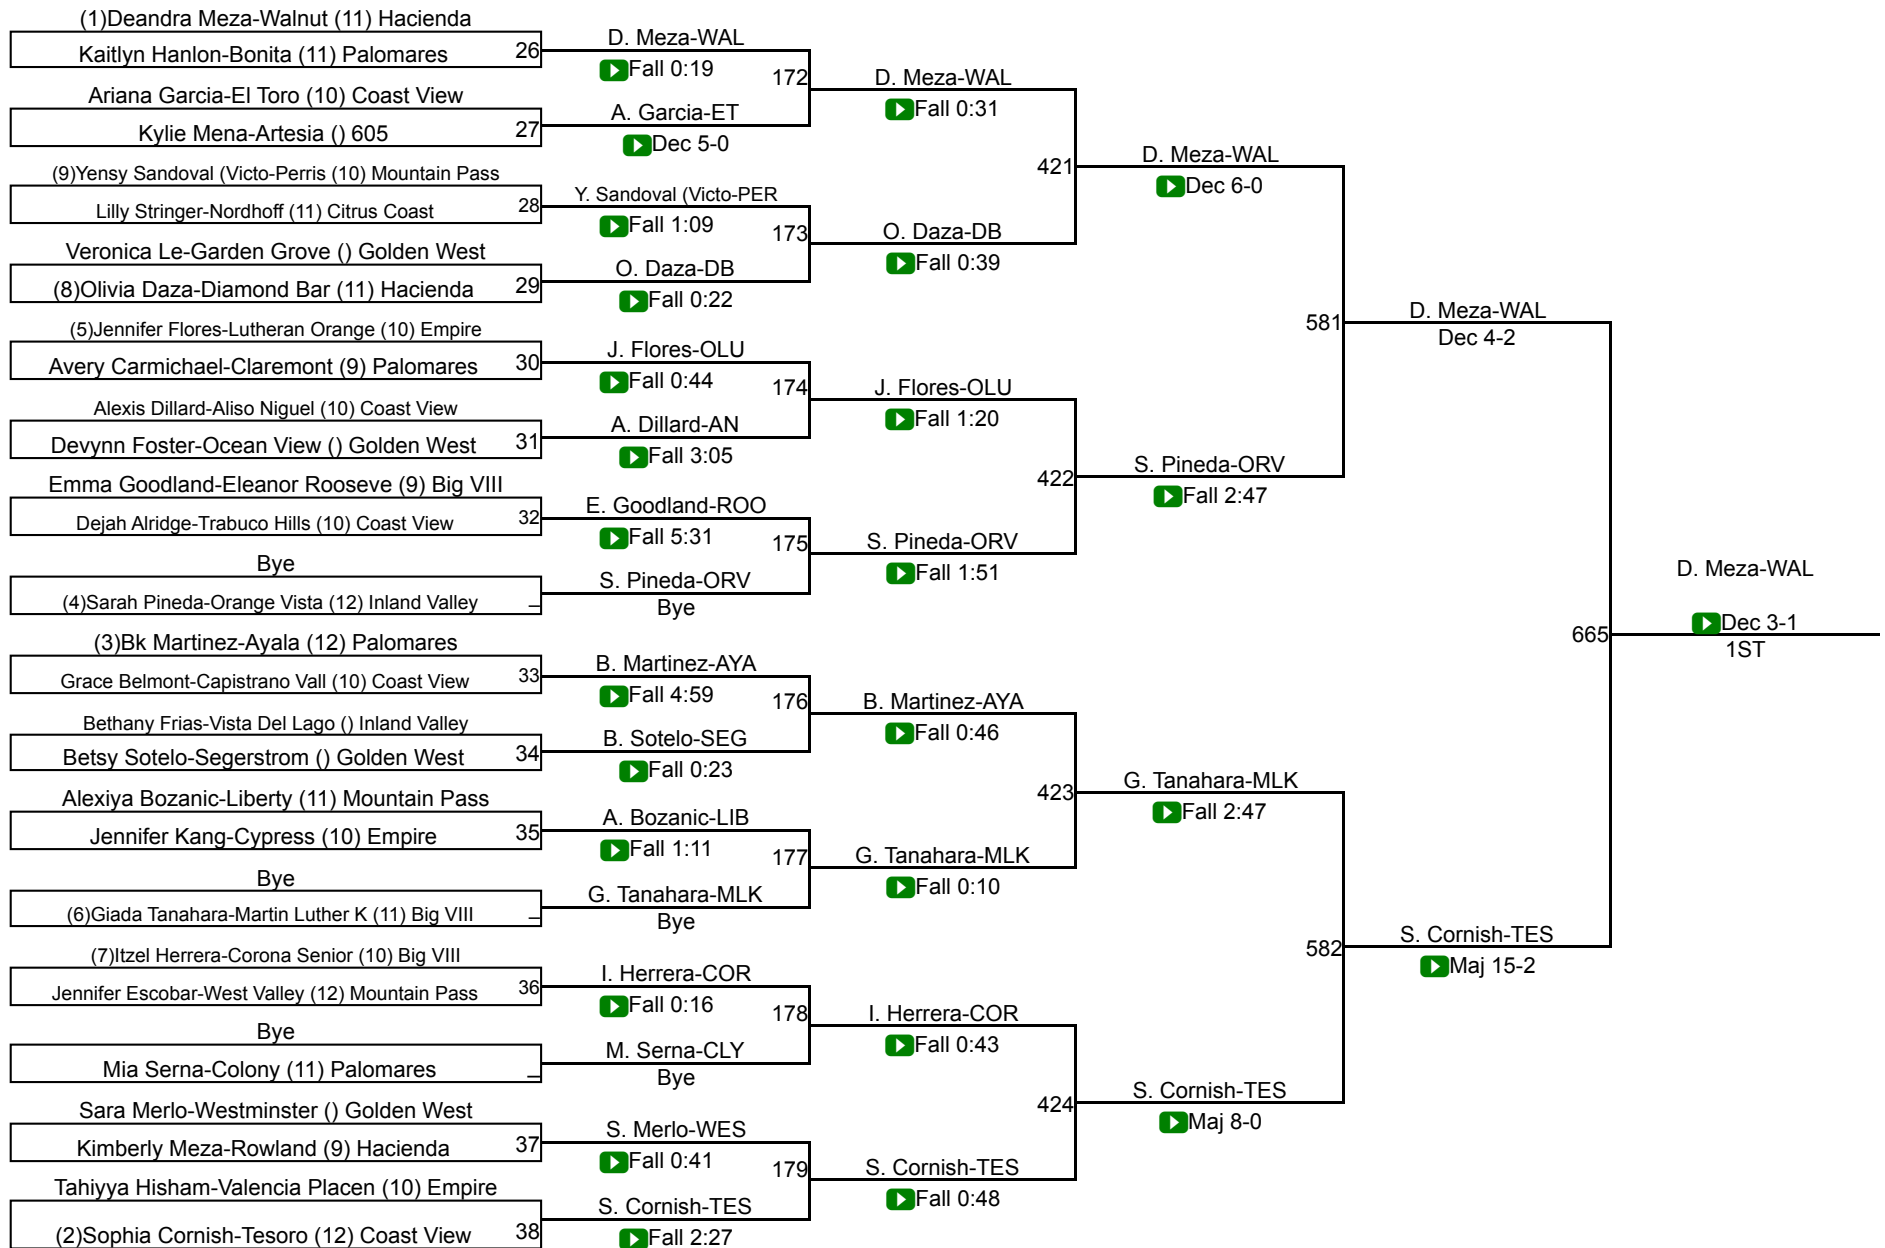 (1)Deandra Meza-Walnut (11) Hacienda
Kaitlyn Hanlon-Bonita (11) Palomares
26
Ariana Garcia-El Toro (10) Coast View
Kylie Mena-Artesia () 605
27
(9)Yensy Sandoval (Victo-Perris (10) Mountain Pass
Lilly Stringer-Nordhoff (11) Citrus Coast
28
Veronica Le-Garden Grove () Golden West
(8)Olivia Daza-Diamond Bar (11) Hacienda
29
(5)Jennifer Flores-Lutheran Orange (10) Empire
Avery Carmichael-Claremont (9) Palomares
30
Alexis Dillard-Aliso Niguel (10) Coast View
Devynn Foster-Ocean View () Golden West
31
Emma Goodland-Eleanor Rooseve (9) Big VIII
Dejah Alridge-Trabuco Hills (10) Coast View
32
Bye
(4)Sarah Pineda-Orange Vista (12) Inland Valley
_
(3)Bk Martinez-Ayala (12) Palomares
Grace Belmont-Capistrano Vall (10) Coast View
33
Bethany Frias-Vista Del Lago () Inland Valley
Betsy Sotelo-Segerstrom () Golden West
34
Alexiya Bozanic-Liberty (11) Mountain Pass
Jennifer Kang-Cypress (10) Empire
35
Bye
(6)Giada Tanahara-Martin Luther K (11) Big VIII
_
(7)Itzel Herrera-Corona Senior (10) Big VIII
Jennifer Escobar-West Valley (12) Mountain Pass
36
Bye
Mia Serna-Colony (11) Palomares
_
Sara Merlo-Westminster () Golden West
Kimberly Meza-Rowland (9) Hacienda
37
Tahiyya Hisham-Valencia Placen (10) Empire
(2)Sophia Cornish-Tesoro (12) Coast View
38
D. Meza-WAL
Fall 0:19
172
A. Garcia-ET
Dec 5-0
Y. Sandoval (Victo-PER
Fall 1:09
173
O. Daza-DB
Fall 0:22
J. Flores-OLU
Fall 0:44
174
A. Dillard-AN
Fall 3:05
E. Goodland-ROO
Fall 5:31
175
S. Pineda-ORV
Bye
B. Martinez-AYA
Fall 4:59
176
B. Sotelo-SEG
Fall 0:23
A. Bozanic-LIB
Fall 1:11
177
G. Tanahara-MLK
Bye
I. Herrera-COR
Fall 0:16
178
M. Serna-CLY
Bye
S. Merlo-WES
Fall 0:41
179
S. Cornish-TES
Fall 2:27
D. Meza-WAL
Fall 0:31
421
O. Daza-DB
Fall 0:39
J. Flores-OLU
Fall 1:20
422
S. Pineda-ORV
Fall 1:51
B. Martinez-AYA
Fall 0:46
423
G. Tanahara-MLK
Fall 0:10
I. Herrera-COR
Fall 0:43
424
S. Cornish-TES
Fall 0:48
D. Meza-WAL
Dec 6-0
581
S. Pineda-ORV
Fall 2:47
G. Tanahara-MLK
Fall 2:47
582
S. Cornish-TES
Maj 8-0
D. Meza-WAL
Dec 4-2
665
S. Cornish-TES
Maj 15-2
D. Meza-WAL
Dec 3-1
1ST